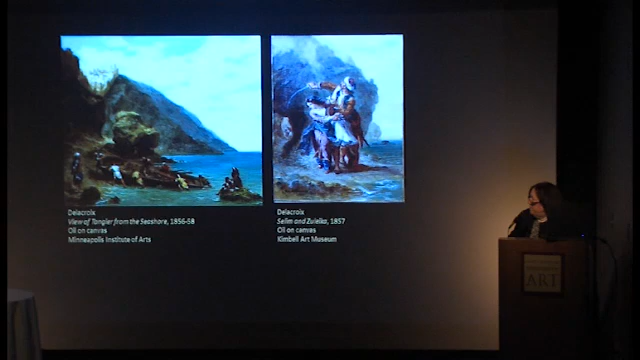 Delacroix
View of Tangier from the Seashore, 1856-58
Oil on canvas
Minneapolis Institute of Arts
Delacroix
Selim and Zuleika, 1857
Oil on canvas
Kimbell Art Museum
ART